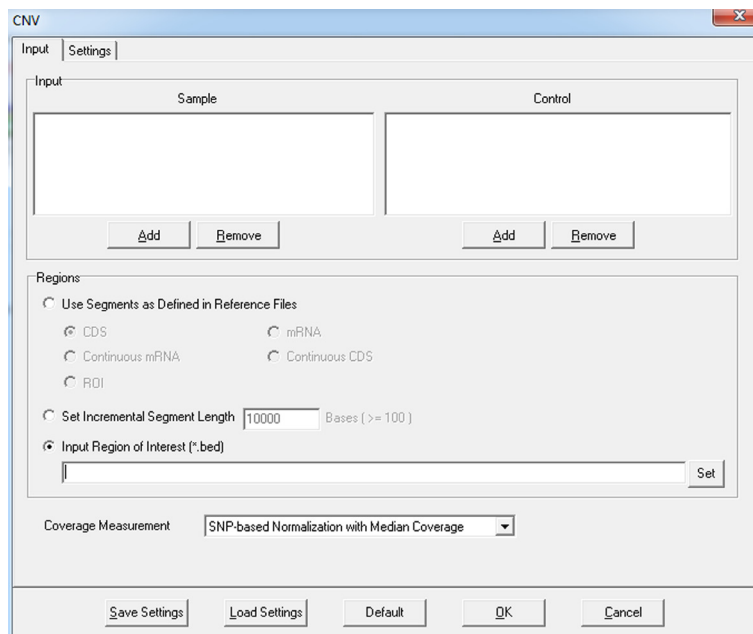 CNV
Input Settings
Input
Sample Control
Add Remove Add Remove
Regions
Use Segments as Defined in Reference Files
CDS mRNA
Continuous mRNA Continuous CDS
ROI
Set Incremental Segment Length 10000 Bases ( >= 100 )
Input Region of Interest (*.bed)
Set
Coverage Measurement SNP-based Normalization with Median Coverage
Save Settings Load Settings Default OK Cancel